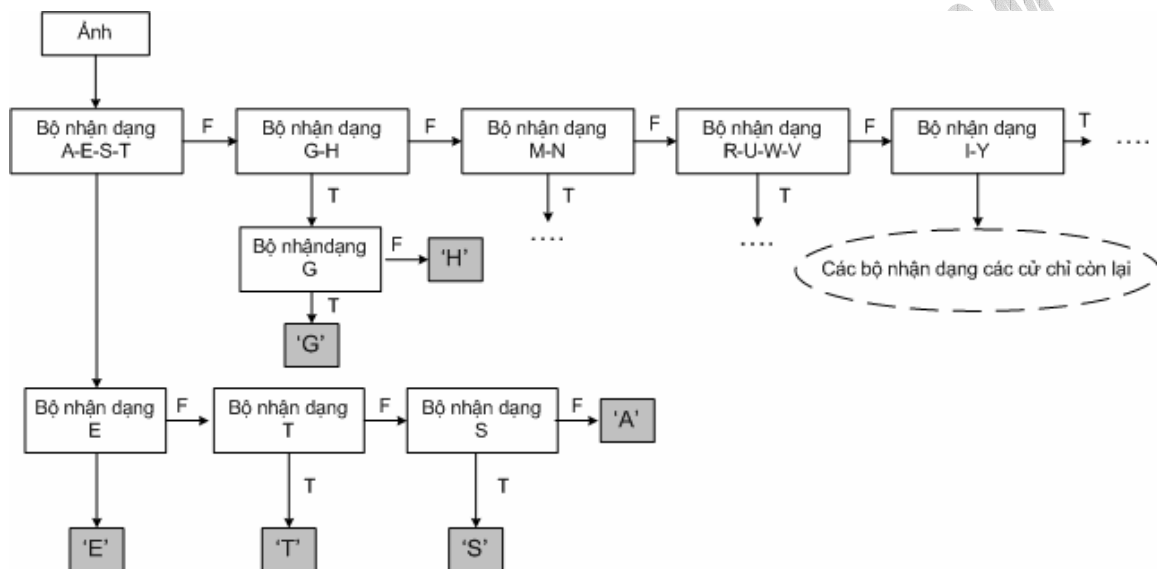 Ảnh
Bộ nhận dạng
A-E-S-T
F
Bộ nhận dạng
G-H
F
Bộ nhận dạng
M-N
F
Bộ nhận dạng
R-U-W-V
F
Bộ nhận dạng
I-Y
T
....
T
T
....
T
....
Bộ nhậndạng
G
F
'H'
T
'G'
Các bộ nhận dạng các cử chỉ còn lại
Bộ nhận dạng
E
F
Bộ nhận dạng
T
F
Bộ nhận dạng
S
F
'A'
T
T
'E'
'T'
'S'